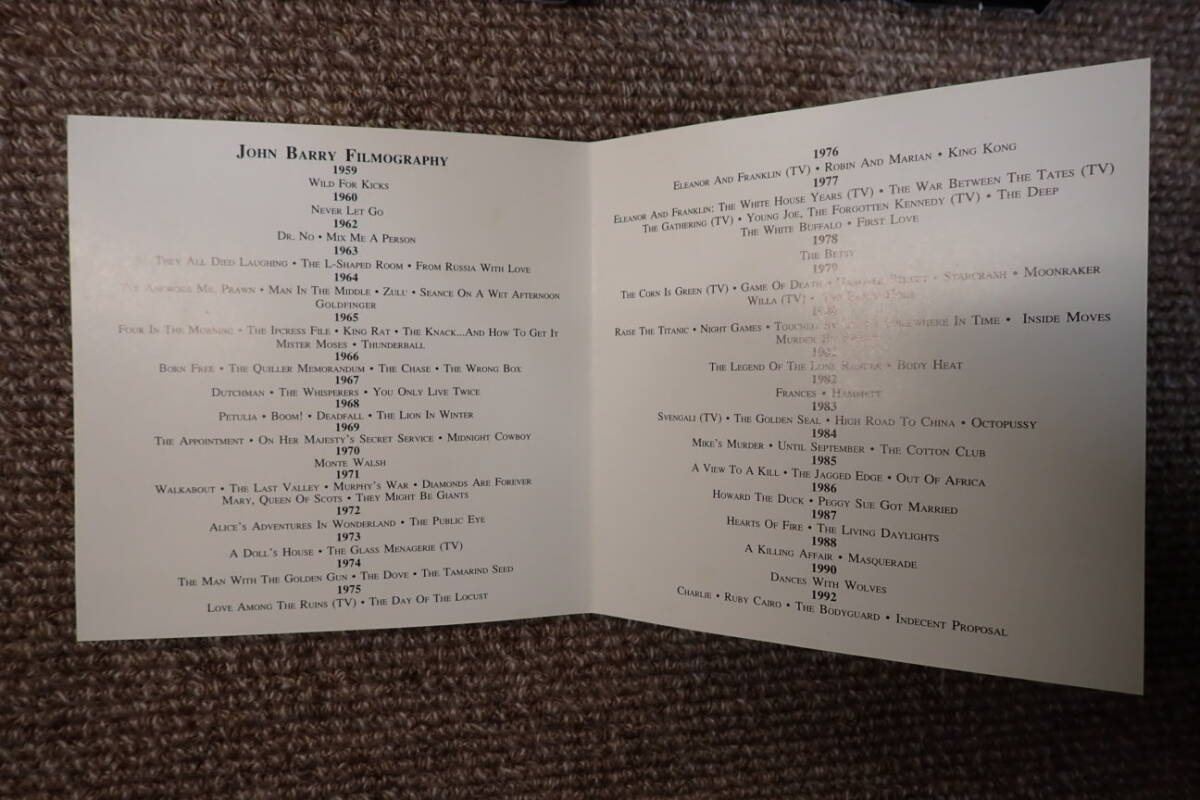 JOHN BARRY FILMOGRAPHY
1959
WILD FOR KICKS
1960
NEVER LET GO
1962
DR. NO • MIX ME A PERSON
1963
THEY ALL DIED LAUGHING • THE L-SHAPED ROOM • FROM RUSSIA WITH LOVE
1964
THE AMOROUS MR. PRAWN • MAN IN THE MIDDLE • ZULU • SEANCE ON A WET AFTERNOON
GOLDFINGER
1965
FOUR IN THE MORNING • THE IPCRESS FILE • KING RAT • THE KNACK...AND HOW TO GET IT
MISTER MOSES • THUNDERBALL
1966
BORN FREE • THE QUILLER MEMORANDUM • THE CHASE • THE WRONG BOX
1967
DUTCHMAN • THE WHISPERERS • YOU ONLY LIVE TWICE
1968
PETULIA • BOOM! • DEADFALL • THE LION IN WINTER
1969
THE APPOINTMENT • ON HER MAJESTY'S SECRET SERVICE • MIDNIGHT COWBOY
1970
MONTE WALSH
1971
WALKABOUT • THE LAST VALLEY • MURPHY'S WAR • DIAMONDS ARE FOREVER
MARY, QUEEN OF SCOTS • THEY MIGHT BE GIANTS
1972
ALICE'S ADVENTURES IN WONDERLAND • THE PUBLIC EYE
1973
A DOLL'S HOUSE • THE GLASS MENAGERIE (TV)
1974
THE MAN WITH THE GOLDEN GUN • THE DOVE • THE TAMARIND SEED
1975
LOVE AMONG THE RUINS (TV) • THE DAY OF THE LOCUST
1976
ELEANOR AND FRANKLIN (TV) • ROBIN AND MARIAN • KING KONG
1977
ELEANOR AND FRANKLIN: THE WHITE HOUSE YEARS (TV) • THE WAR BETWEEN THE TATES (TV)
THE GATHERING (TV) • YOUNG JOE, THE FORGOTTEN KENNEDY (TV) • THE DEEP
THE WHITE BUFFALO • FIRST LOVE
1978
THE BETSY
1979
THE CORN IS GREEN (TV) • GAME OF DEATH • HANOVER STREET • STARCRASH • MOONRAKER
WILLA (TV) •
RAISE THE TITANIC • NIGHT GAMES • TOUCHED SOMEWHERE IN TIME • INSIDE MOVES
MURDER
THE LEGEND OF THE LONE RANGER • BODY HEAT
1982
FRANCES • HAMMETT
1983
SVENGALI (TV) • THE GOLDEN SEAL • HIGH ROAD TO CHINA • OCTOPUSSY
1984
MIKE'S MURDER • UNTIL SEPTEMBER • THE COTTON CLUB
1985
A VIEW TO A KILL • THE JAGGED EDGE • OUT OF AFRICA
1986
HOWARD THE DUCK • PEGGY SUE GOT MARRIED
1987
HEARTS OF FIRE • THE LIVING DAYLIGHTS
1988
A KILLING AFFAIR • MASQUERADE
1990
DANCES WITH WOLVES
1992
CHARLIE • RUBY CAIRO • THE BODYGUARD • INDECENT PROPOSAL